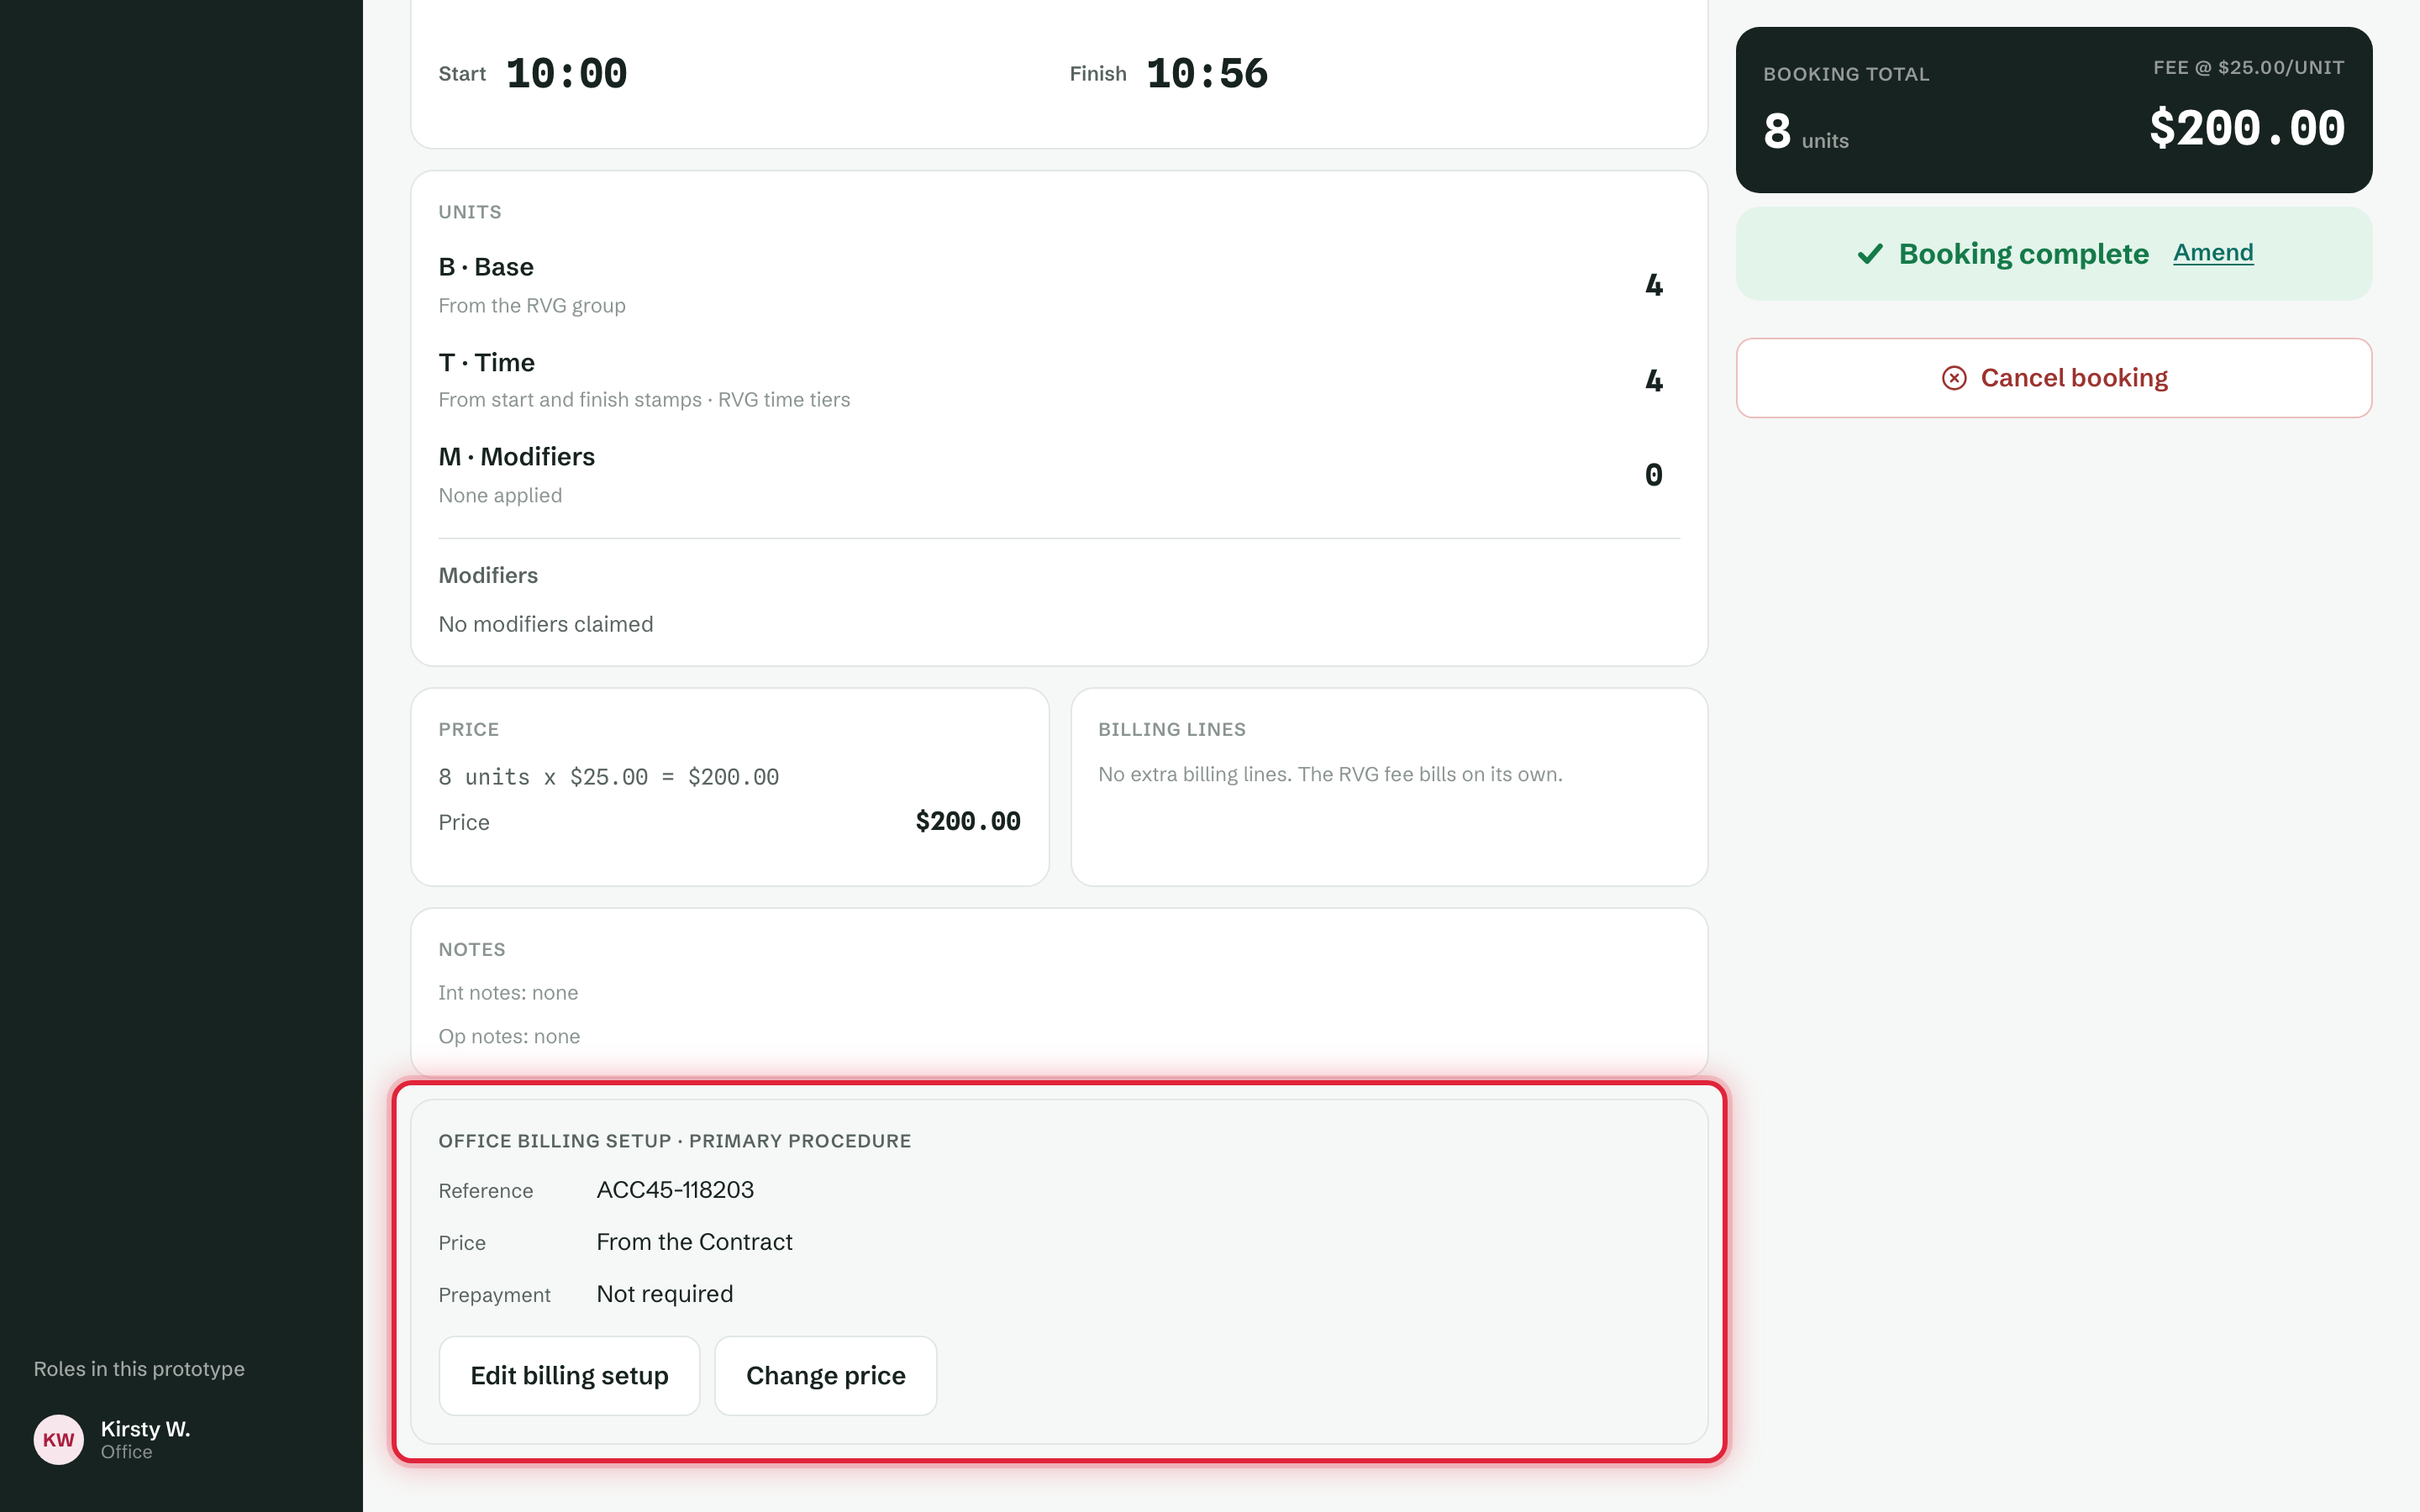 Start 10:00
Finish 10:56
UNITS
B · Base
From the RVG group
4
T · Time
From start and finish stamps · RVG time tiers
4
M · Modifiers
None applied
0
Modifiers
No modifiers claimed
PRICE
8 units x $25.00 = $200.00
Price $200.00
BILLING LINES
No extra billing lines. The RVG fee bills on its own.
NOTES
Int notes: none
Op notes: none
OFFICE BILLING SETUP · PRIMARY PROCEDURE
Reference ACC45-118203
Price From the Contract
Prepayment Not required
Edit billing setup
Change price
BOOKING TOTAL
8 units
FEE @ $25.00/UNIT
$200.00
Booking complete Amend
Cancel booking
Roles in this prototype
KW
Kirsty W.
Office